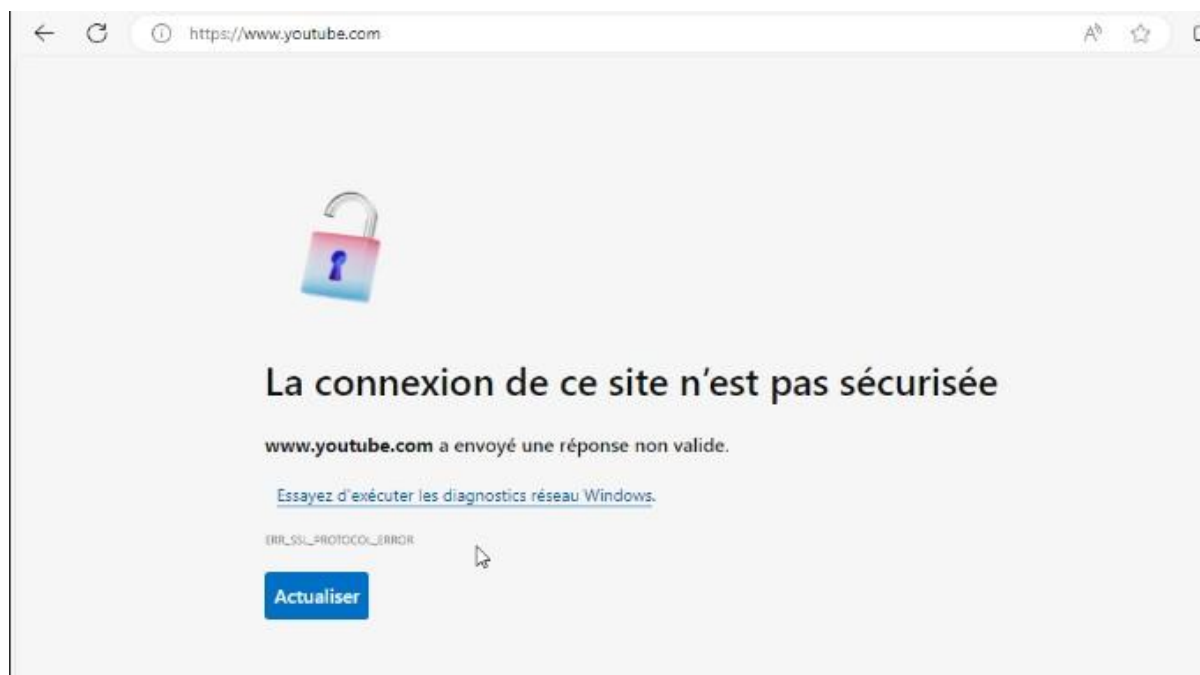 https://www.youtube.com
La connexion de ce site n’est pas sécurisée
www.youtube.com a envoyé une réponse non valide.
Essayez d'exécuter les diagnostics réseau Windows.
ERR_SSL_PROTOCOL_ERROR
Actualiser